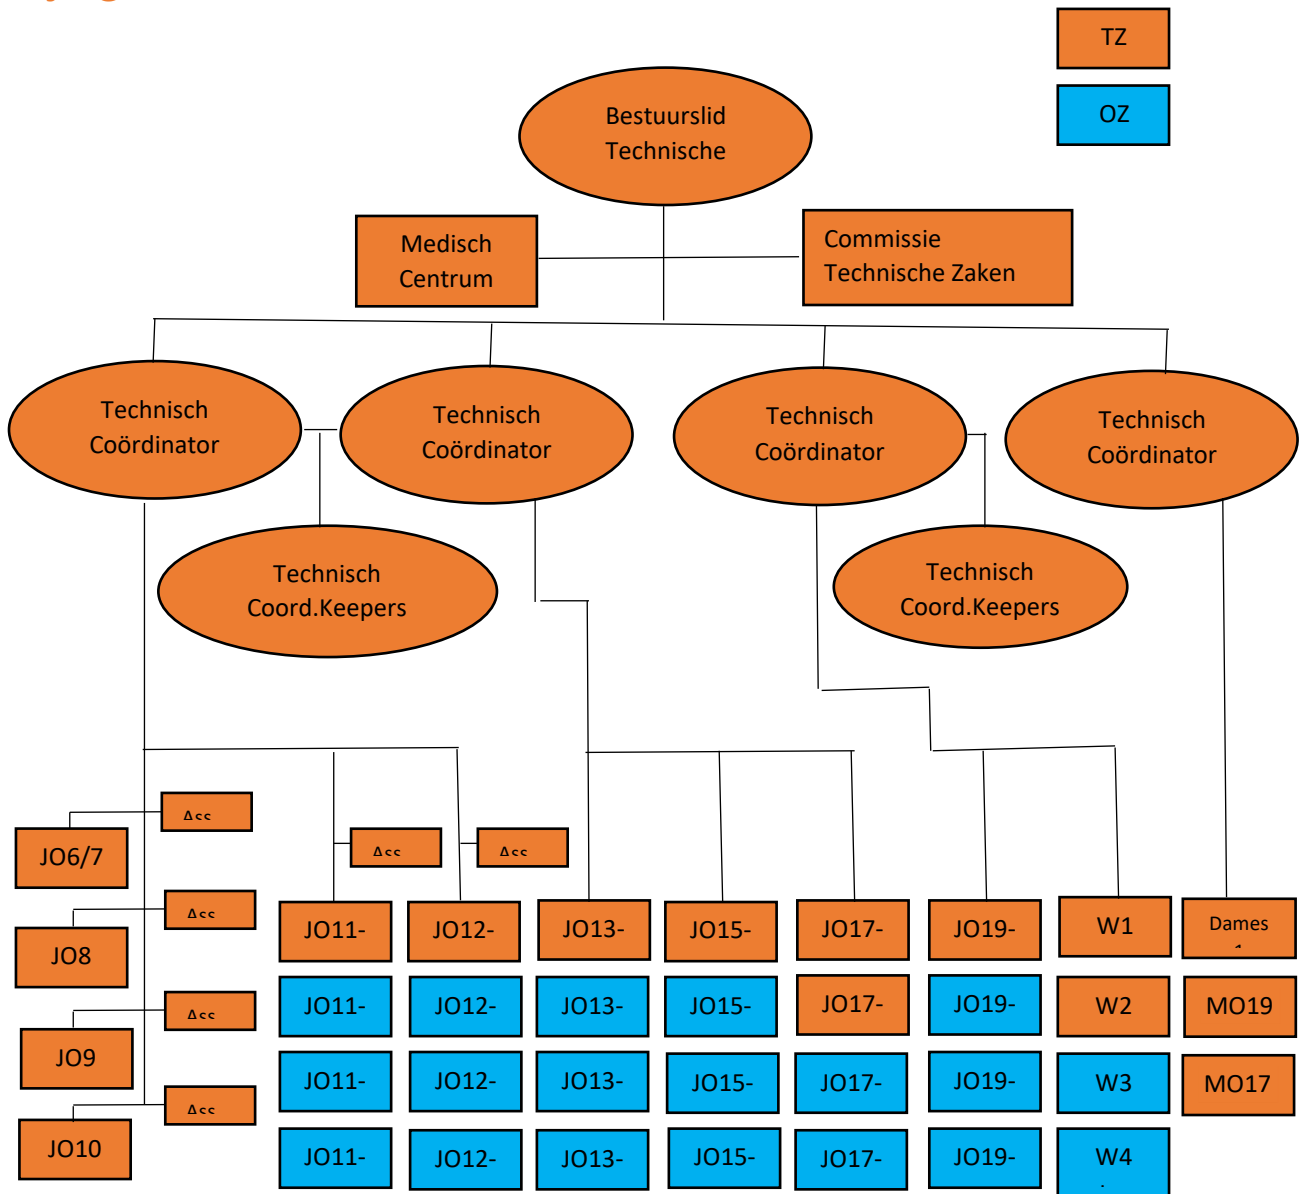 TZ
OZ
Bestuurslid
Technische
Medisch
Centrum
Commissie
Technische Zaken
Technisch
Coördinator
Technisch
Coördinator
Technisch
Coördinator
Technisch
Coördinator
Technisch
Coord.Keepers
Technisch
Coord.Keepers
JO6/7
JO8
JO9
JO10
JO11-
JO12-
JO13-
JO15-
JO17-
JO19-
W1
Dames
JO11-
JO12-
JO13-
JO15-
JO17-
JO19-
W2
MO19
JO11-
JO12-
JO13-
JO15-
JO17-
JO19-
W3
MO17
JO11-
JO12-
JO13-
JO15-
JO17-
JO19-
W4